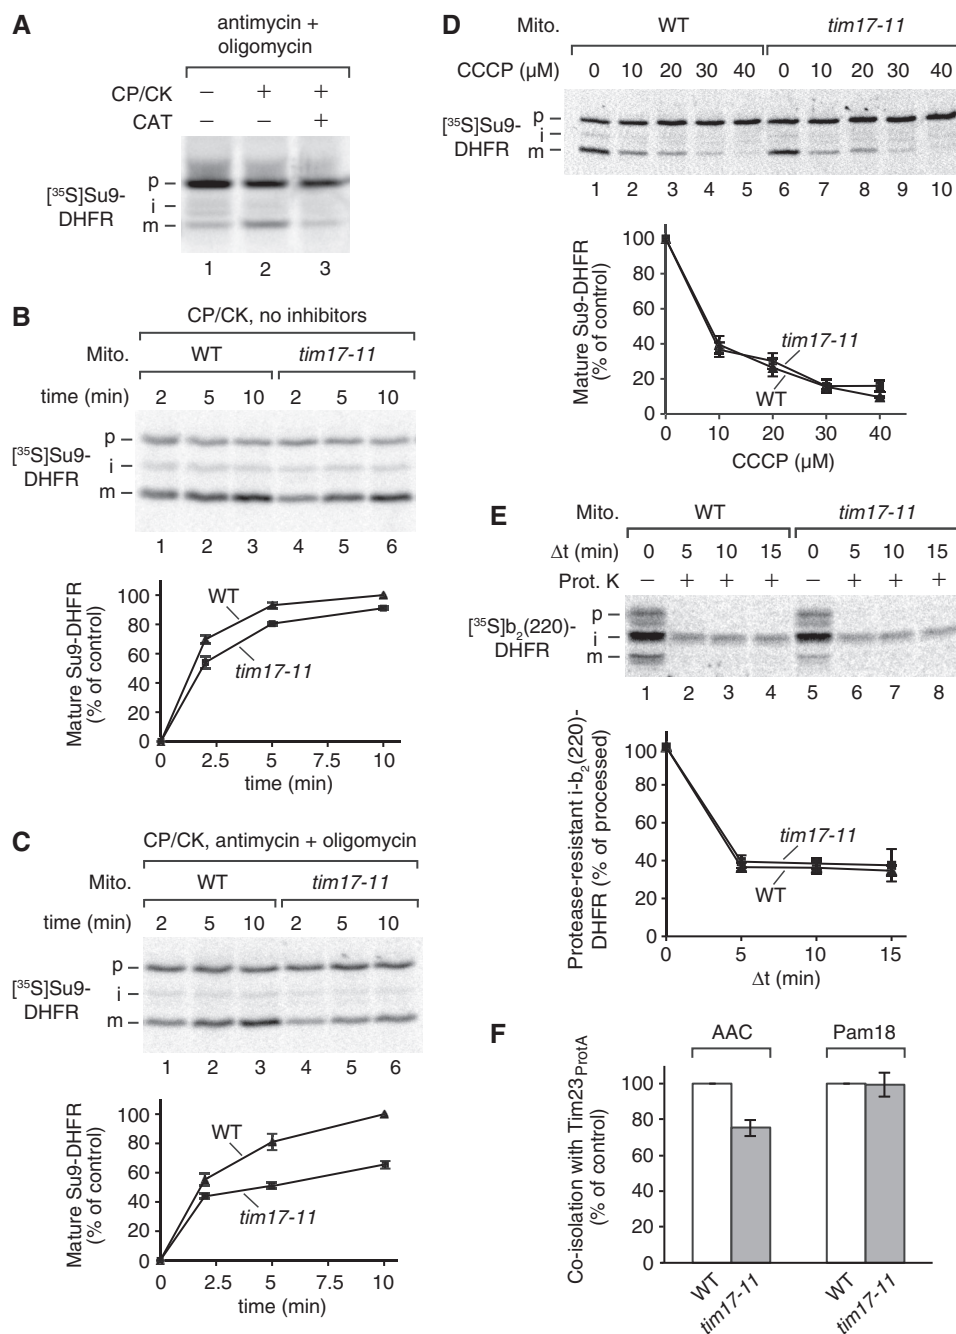 A
antimycin +
oligomycin
CP/CK − + +
CAT − − +
[³⁵S]Su9-
DHFR
p
i
m
1 2 3
B
CP/CK, no inhibitors
Mito. WT tim17-11
time (min) 2 5 10 2 5 10
[³⁵S]Su9-
DHFR
p
i
m
1 2 3 4 5 6
Mature Su9-DHFR
(% of control)
100
80
60
40
20
0
WT
tim17-11
0 2.5 5 7.5 10
time (min)
C
CP/CK, antimycin + oligomycin
Mito. WT tim17-11
time (min) 2 5 10 2 5 10
[³⁵S]Su9-
DHFR
p
i
m
1 2 3 4 5 6
Mature Su9-DHFR
(% of control)
100
80
60
40
20
0
WT
tim17-11
0 2.5 5 7.5 10
time (min)
D
Mito. WT tim17-11
CCCP (µM) 0 10 20 30 40 0 10 20 30 40
[³⁵S]Su9-
DHFR
p
i
m
1 2 3 4 5 6 7 8 9 10
Mature Su9-DHFR
(% of control)
100
80
60
40
20
0
tim17-11
WT
0 10 20 30 40
CCCP (µM)
E
Mito. WT tim17-11
Δt (min) 0 5 10 15 0 5 10 15
Prot. K − + + + − + + +
[³⁵S]b₂(220)-
DHFR
p
i
m
1 2 3 4 5 6 7 8
Protease-resistant i-b₂(220)-
DHFR (% of processed)
100
80
60
40
20
0
tim17-11
WT
0 5 10 15
Δt (min)
F
AAC Pam18
Co-isolation with Tim23ProtA
(% of control)
100
80
60
40
20
0
WT tim17-11 WT tim17-11